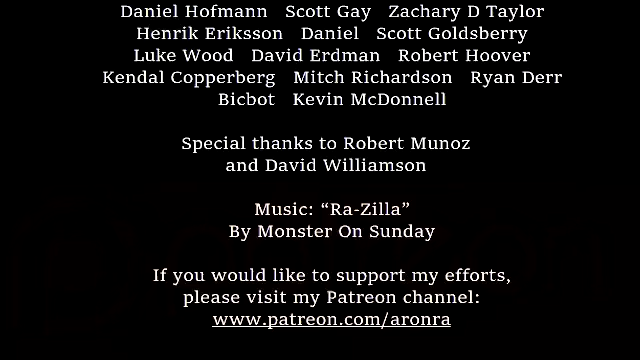 Daniel Hofmann Scott Gay Zachary D Taylor
Henrik Eriksson Daniel Scott Goldsberry
Luke Wood David Erdman Robert Hoover
Kendal Copperberg Mitch Richardson Ryan Derr
Bicbot Kevin McDonnell
Special thanks to Robert Munoz
and David Williamson
Music: “Ra-Zilla”
By Monster On Sunday
If you would like to support my efforts,
please visit my Patreon channel:
www.patreon.com/aronra